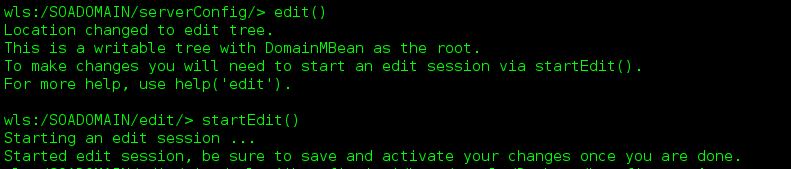 wls:/SOADOMAIN/serverConfig/> edit()
Location changed to edit tree.
This is a writable tree with DomainMBean as the root.
To make changes you will need to start an edit session via startEdit().
For more help, use help('edit').
wls:/SOADOMAIN/edit/> startEdit()
Starting an edit session ...
Started edit session, be sure to save and activate your changes once you are done.